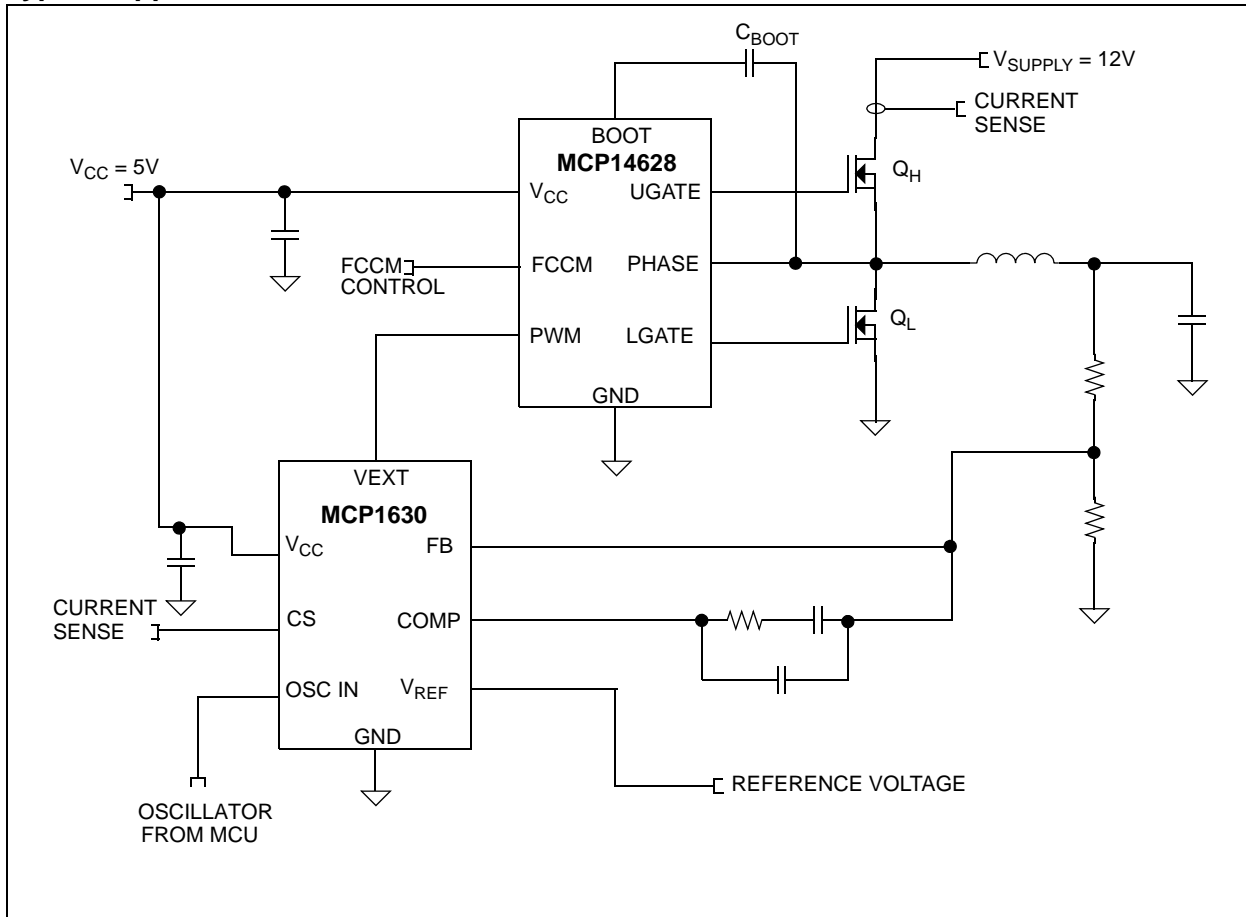 C_BOOT
V_SUPPLY = 12V
CURRENT
SENSE
BOOT
MCP14628
V_CC = 5V
V_CC
UGATE
Q_H
FCCM
CONTROL
FCCM
PHASE
PWM
LGATE
Q_L
GND
VEXT
MCP1630
V_CC
FB
CURRENT
SENSE
CS
COMP
OSC IN
V_REF
GND
REFERENCE VOLTAGE
OSCILLATOR
FROM MCU